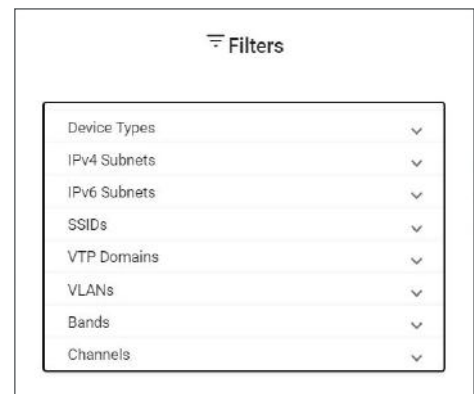 Filters
Device Types
IPv4 Subnets
IPv6 Subnets
SSIDs
VTP Domains
VLANs
Bands
Channels